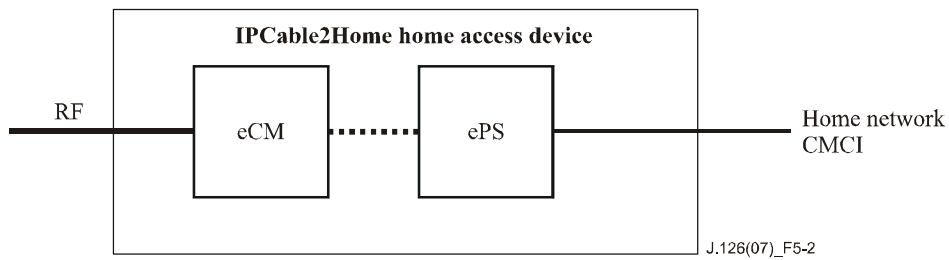 IPCable2Home home access device
RF
eCM
ePS
Home network
CMCI
J.126(07)_F5-2